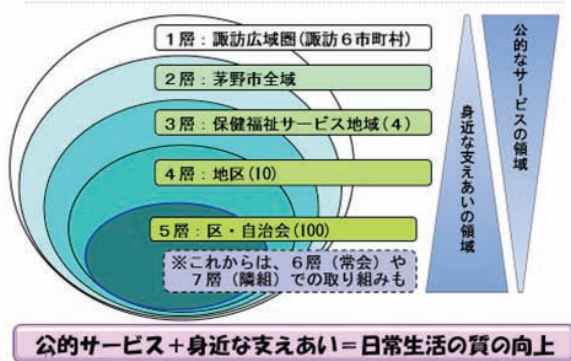 1層:諏訪広域圏(諏訪6市町村)
2層:茅野市全域
3層:保健福祉サービス地域(4)
4層:地区(10)
5層:区・自治会(100)
※これからは、6層(常会)や
7層(隣組)での取り組みも
身近な支えあいの領域
公的なサービスの領域
公的サービス+身近な支えあい=日常生活の質の向上